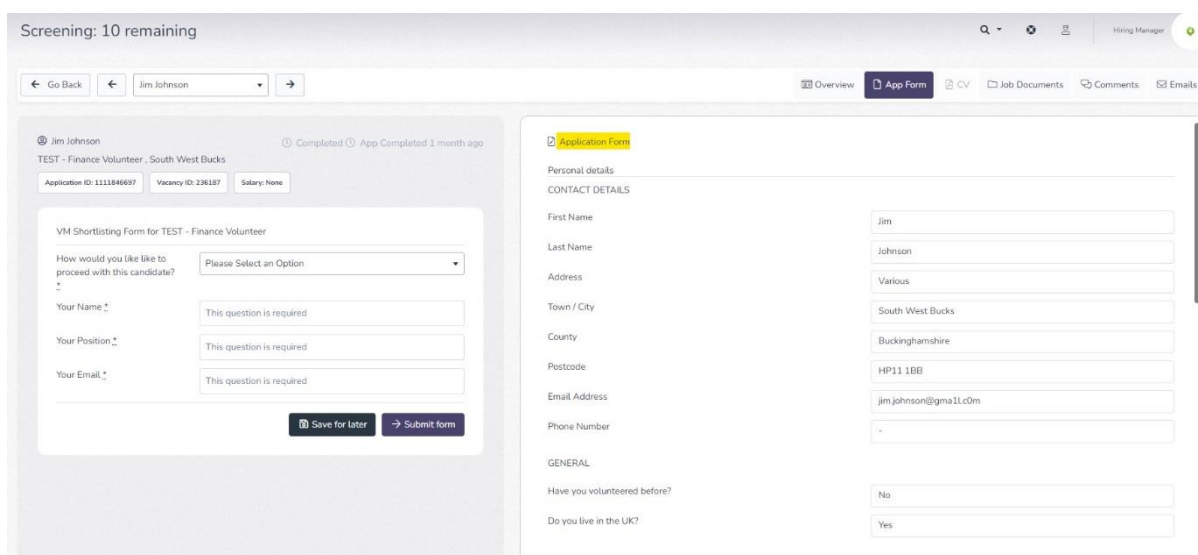 Screening: 10 remaining
Hiring Manager
Go Back
Jim Johnson
Overview
App Form
CV
Job Documents
Comments
Emails
Jim Johnson
Completed App Completed 1 month ago
TEST - Finance Volunteer , South West Bucks
Application ID: 1111846697
Vacancy ID: 236187
Salary: None
VM Shortlisting Form for TEST - Finance Volunteer
How would you like like to
proceed with this candidate?
*
Please Select an Option
Your Name * This question is required
Your Position * This question is required
Your Email * This question is required
Save for later
Submit form
Application Form
Personal details
CONTACT DETAILS
First Name Jim
Last Name Johnson
Address Various
Town / City South West Bucks
County Buckinghamshire
Postcode HP11 1BB
Email Address jim.johnson@gma1l.c0m
Phone Number -
GENERAL
Have you volunteered before? No
Do you live in the UK? Yes